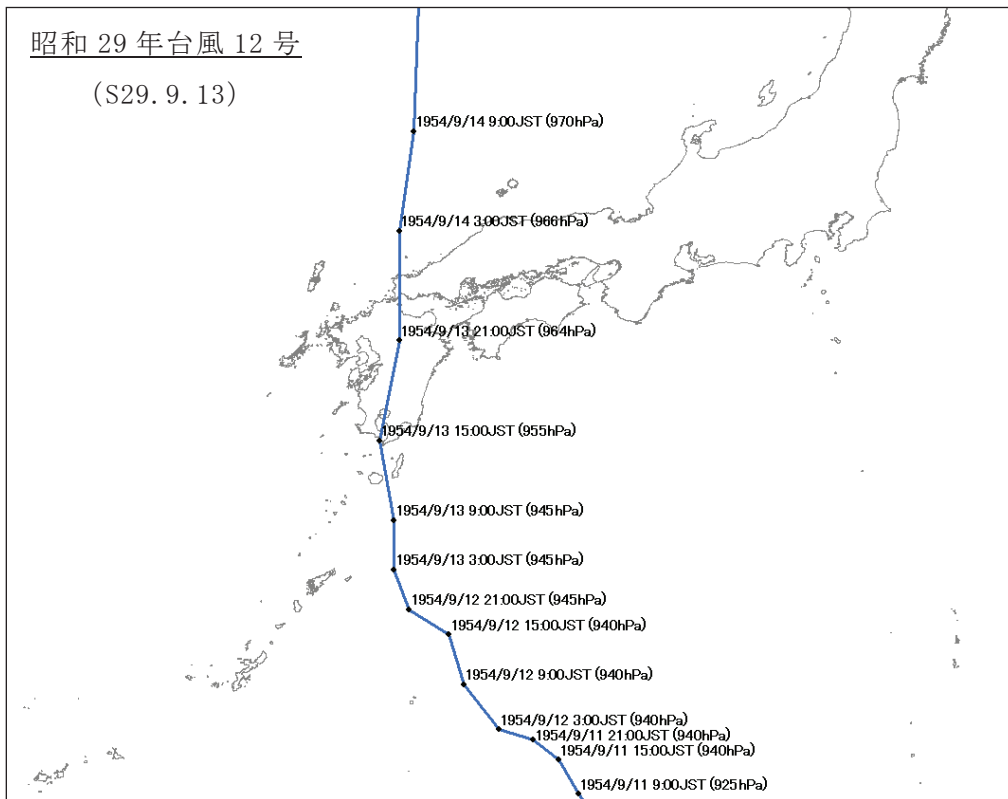 昭和 29 年台風 12 号
(S29.9.13)
1954/9/14 9:00JST (970hPa)
1954/9/14 3:00JST (966hPa)
1954/9/13 21:00JST (964hPa)
1954/9/13 15:00JST (955hPa)
1954/9/13 9:00JST (945hPa)
1954/9/13 3:00JST (945hPa)
1954/9/12 21:00JST (945hPa)
1954/9/12 15:00JST (940hPa)
1954/9/12 9:00JST (940hPa)
1954/9/12 3:00JST (940hPa)
1954/9/11 21:00JST (940hPa)
1954/9/11 15:00JST (940hPa)
1954/9/11 9:00JST (925hPa)